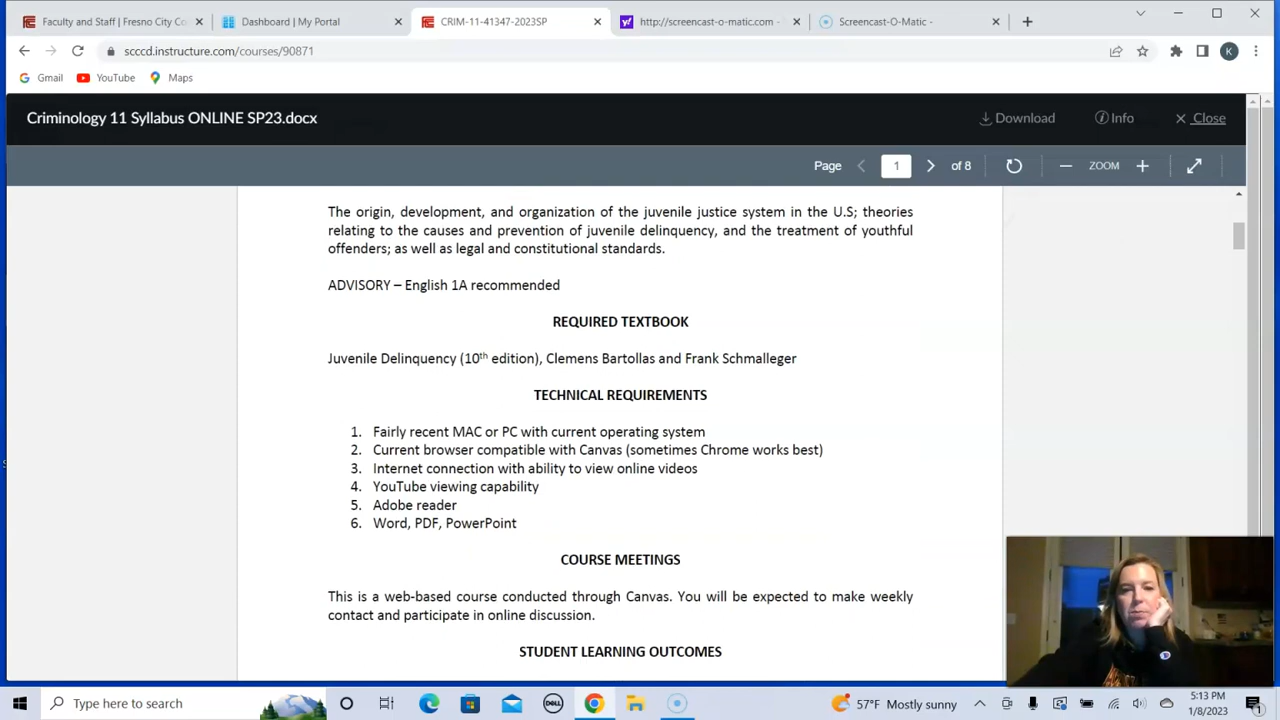 Faculty and Staff | Fresno City Co
Dashboard | My Portal
CRIM-11-41347-2023SP
http://screencast-o-matic.com -
Screencast-O-Matic -
scccd.instructure.com/courses/90871
K
Gmail
YouTube
Maps
Criminology 11 Syllabus ONLINE SP23.docx
Download
Info
Close
Page 1 of 8
ZOOM
The origin, development, and organization of the juvenile justice system in the U.S; theories
relating to the causes and prevention of juvenile delinquency, and the treatment of youthful
offenders; as well as legal and constitutional standards.
ADVISORY – English 1A recommended
REQUIRED TEXTBOOK
Juvenile Delinquency (10th edition), Clemens Bartollas and Frank Schmalleger
TECHNICAL REQUIREMENTS
1. Fairly recent MAC or PC with current operating system
2. Current browser compatible with Canvas (sometimes Chrome works best)
3. Internet connection with ability to view online videos
4. YouTube viewing capability
5. Adobe reader
6. Word, PDF, PowerPoint
COURSE MEETINGS
This is a web-based course conducted through Canvas. You will be expected to make weekly
contact and participate in online discussion.
STUDENT LEARNING OUTCOMES
Type here to search
DELL
57°F Mostly sunny
5:13 PM
1/8/2023
1